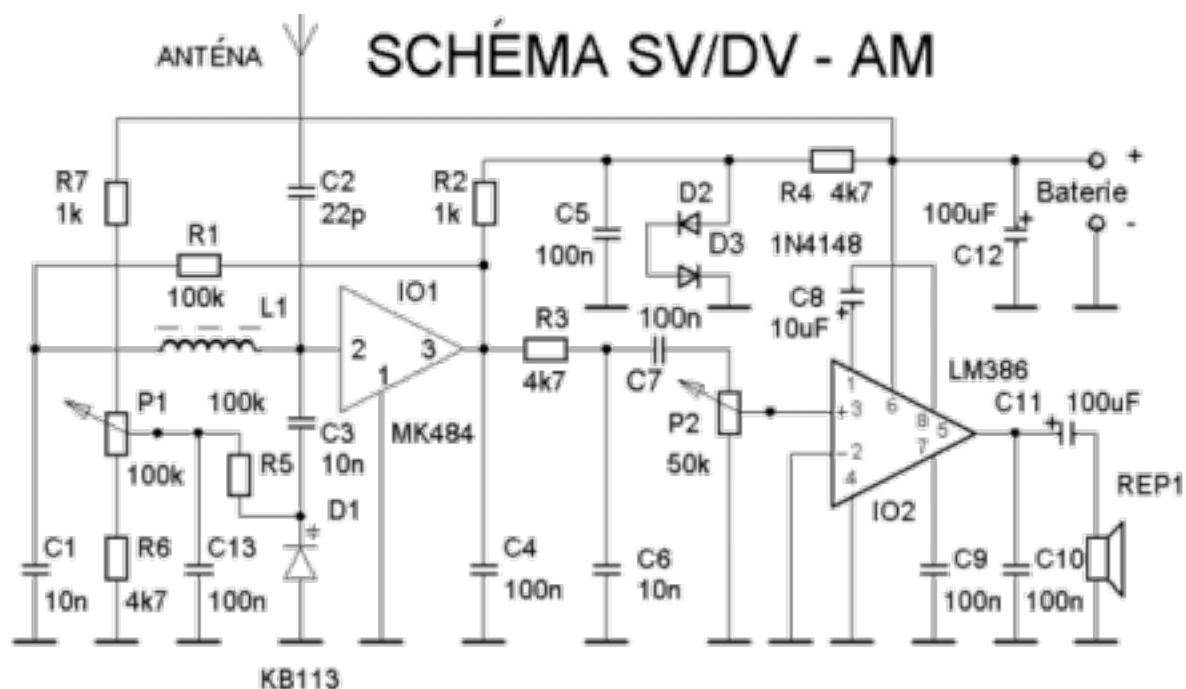 SCHÉMA SV/DV - AM
ANTÉNA
R7
1k
C2
22p
R2
1k
R1
100k
C5
100n
D2
D3
1N4148
R4 4k7
100uF
C12
Baterie
+
-
L1
IO1
2
1
3
MK484
R3
4k7
100n
C7
C8
10uF
+
LM386
1
6
8
+3
-2
7
5
4
IO2
C11
100uF
+
REP1
P1
100k
100k
R5
C3
10n
D1
P2
50k
C1
10n
R6
4k7
C13
100n
C4
100n
C6
10n
C9
100n
C10
100n
KB113